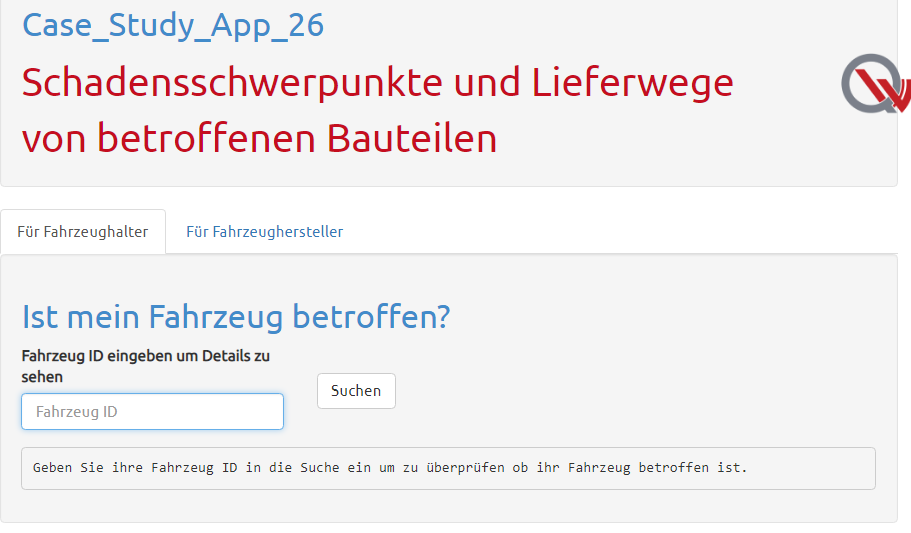 Case_Study_App_26
Schadensschwerpunkte und Lieferwege
von betroffenen Bauteilen
QW
Für Fahrzeughalter
Für Fahrzeughersteller
Ist mein Fahrzeug betroffen?
Fahrzeug ID eingeben um Details zu
sehen
Suchen
Fahrzeug ID
Geben Sie ihre Fahrzeug ID in die Suche ein um zu überprüfen ob ihr Fahrzeug betroffen ist.